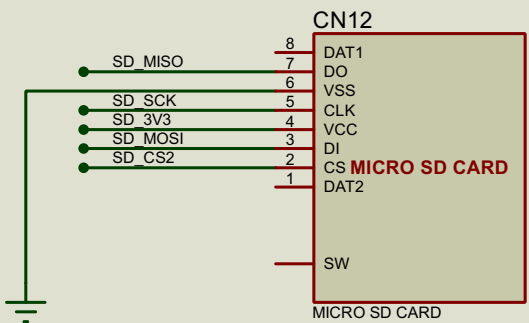 CN12
8 DAT1
SD_MISO 7 DO
6 VSS
SD_SCK 5 CLK
SD_3V3 4 VCC
SD_MOSI 3 DI
SD_CS2 2 CS MICRO SD CARD
1 DAT2
SW
MICRO SD CARD